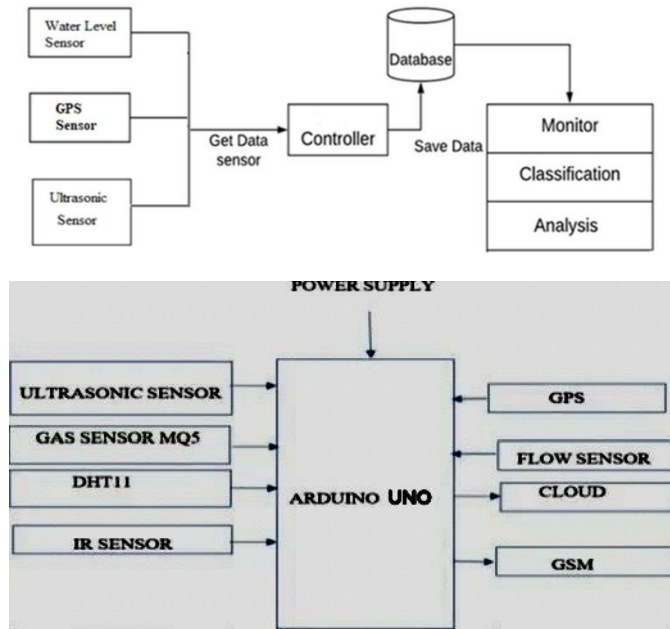 Water Level
Sensor
GPS
Sensor
Ultrasonic
Sensor
Get Data
sensor
Controller
Database
Save Data
Monitor
Classification
Analysis
POWER SUPPLY
ULTRASONIC SENSOR
GAS SENSOR MQ5
DHT11
IR SENSOR
ARDUINO UNO
GPS
FLOW SENSOR
CLOUD
GSM